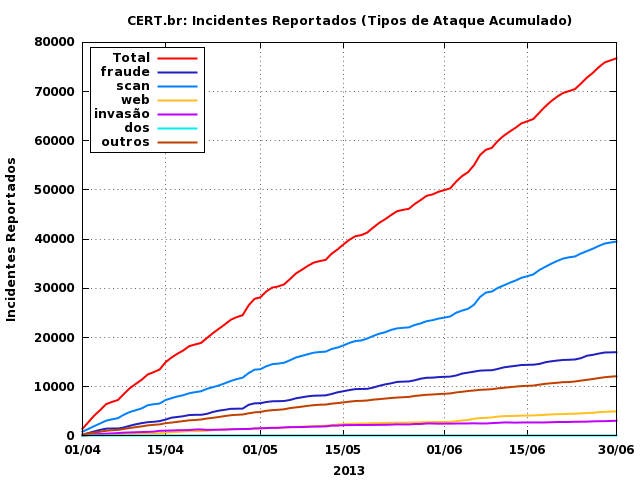 CERT.br: Incidentes Reportados (Tipos de Ataque Acumulado)
80000
70000
60000
50000
40000
30000
20000
10000
0
Incidentes Reportados
Total
fraude
scan
web
invasão
dos
outros
01/04 15/04 01/05 15/05 01/06 15/06 30/06
2013